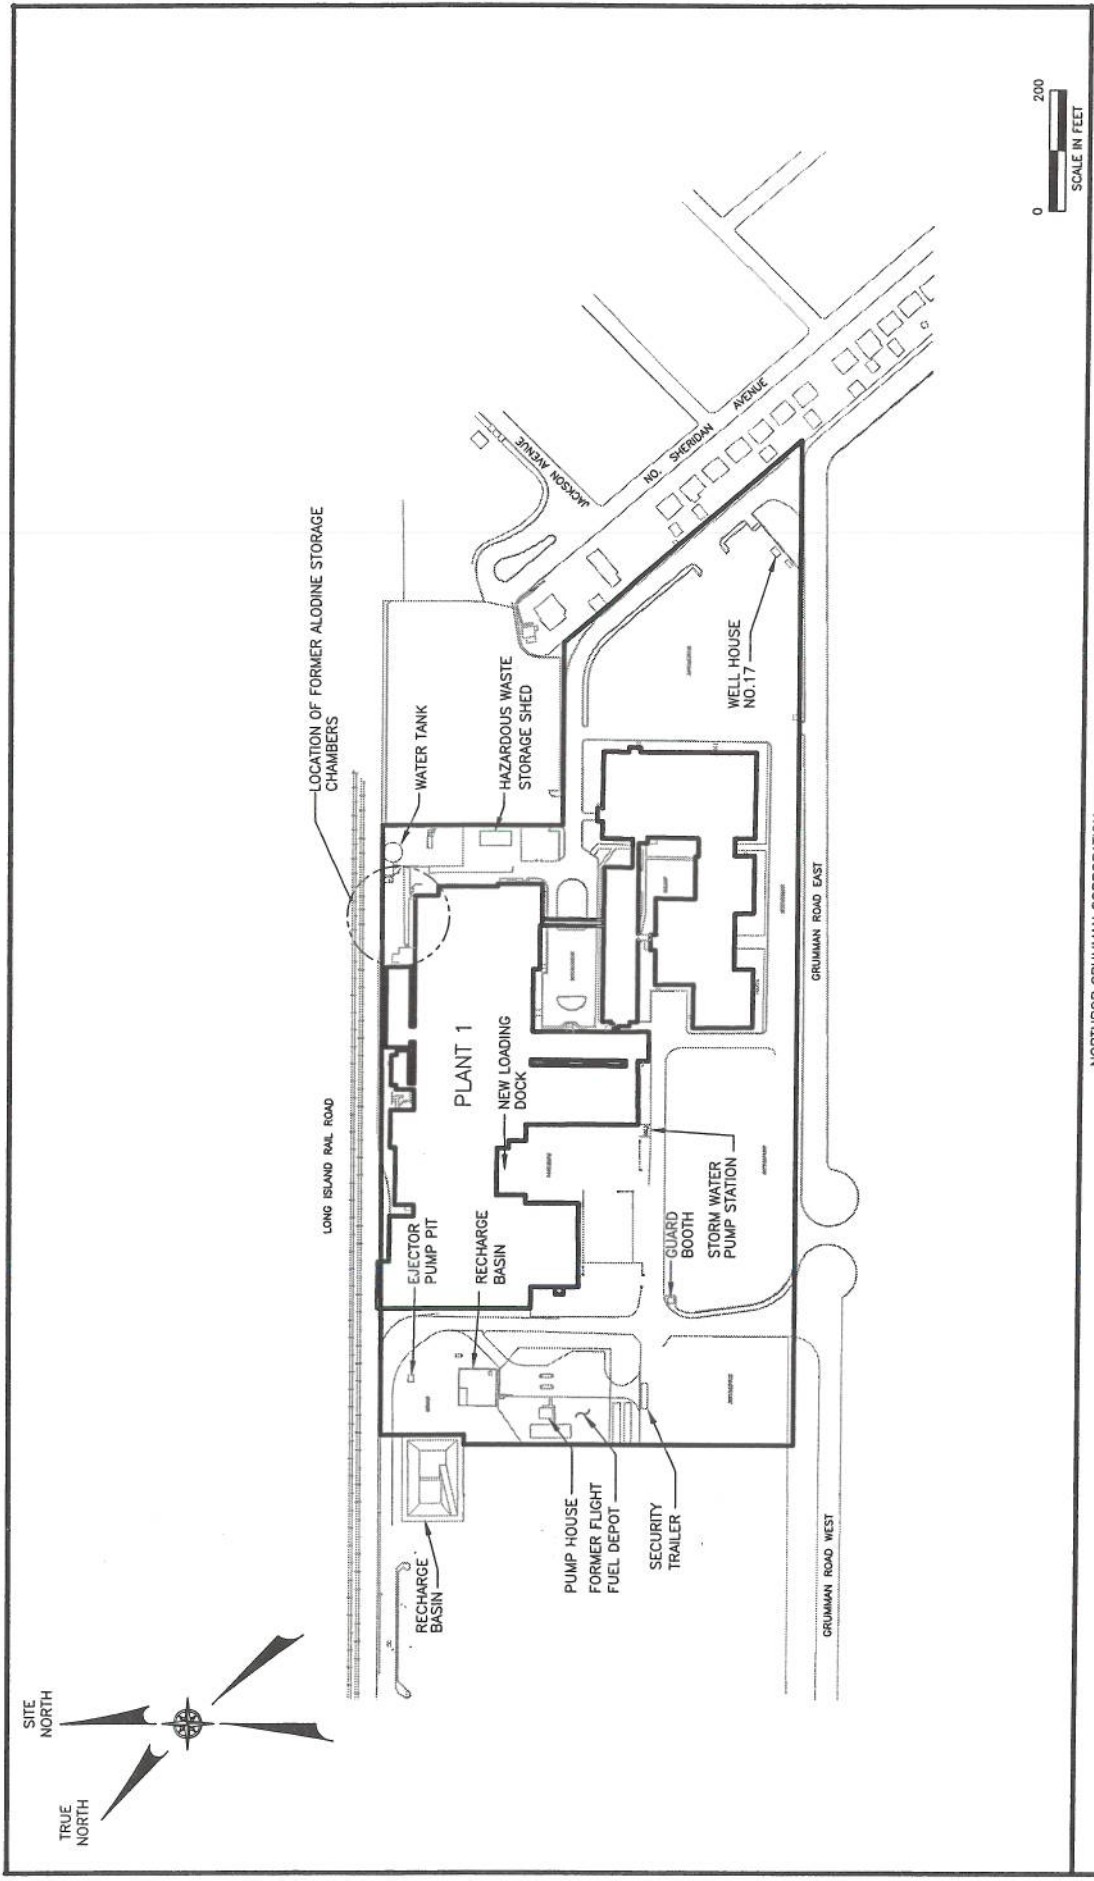 TRUE
NORTH
SITE
NORTH
LONG ISLAND RAIL ROAD
LOCATION OF FORMER ALODINE STORAGE
CHAMBERS
WATER TANK
HAZARDOUS WASTE
STORAGE SHED
JACKSON AVENUE
NO. SHERIDAN AVENUE
0 200
SCALE IN FEET
PLANT 1
NEW LOADING
DOCK
EJECTOR
PUMP PIT
RECHARGE
BASIN
RECHARGE
BASIN
PUMP HOUSE
FORMER FLIGHT
FUEL DEPOT
SECURITY
TRAILER
GUARD
BOOTH
STORM WATER
PUMP STATION
WELL HOUSE
NO.17
GRUMMAN ROAD WEST
GRUMMAN ROAD EAST